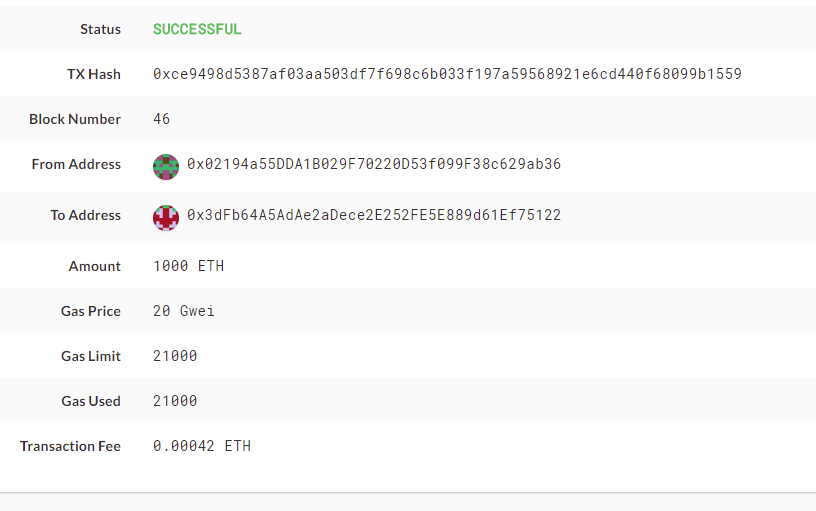 Status SUCCESSFUL
TX Hash 0xce9498d5387af03aa503df7f698c6b033f197a59568921e6cd440f68099b1559
Block Number 46
From Address 0x02194a55DDA1B029F70220D53f099F38c629ab36
To Address 0x3dFb64A5AdAe2aDece2E252FE5E889d61Ef75122
Amount 1000 ETH
Gas Price 20 Gwei
Gas Limit 21000
Gas Used 21000
Transaction Fee 0.00042 ETH